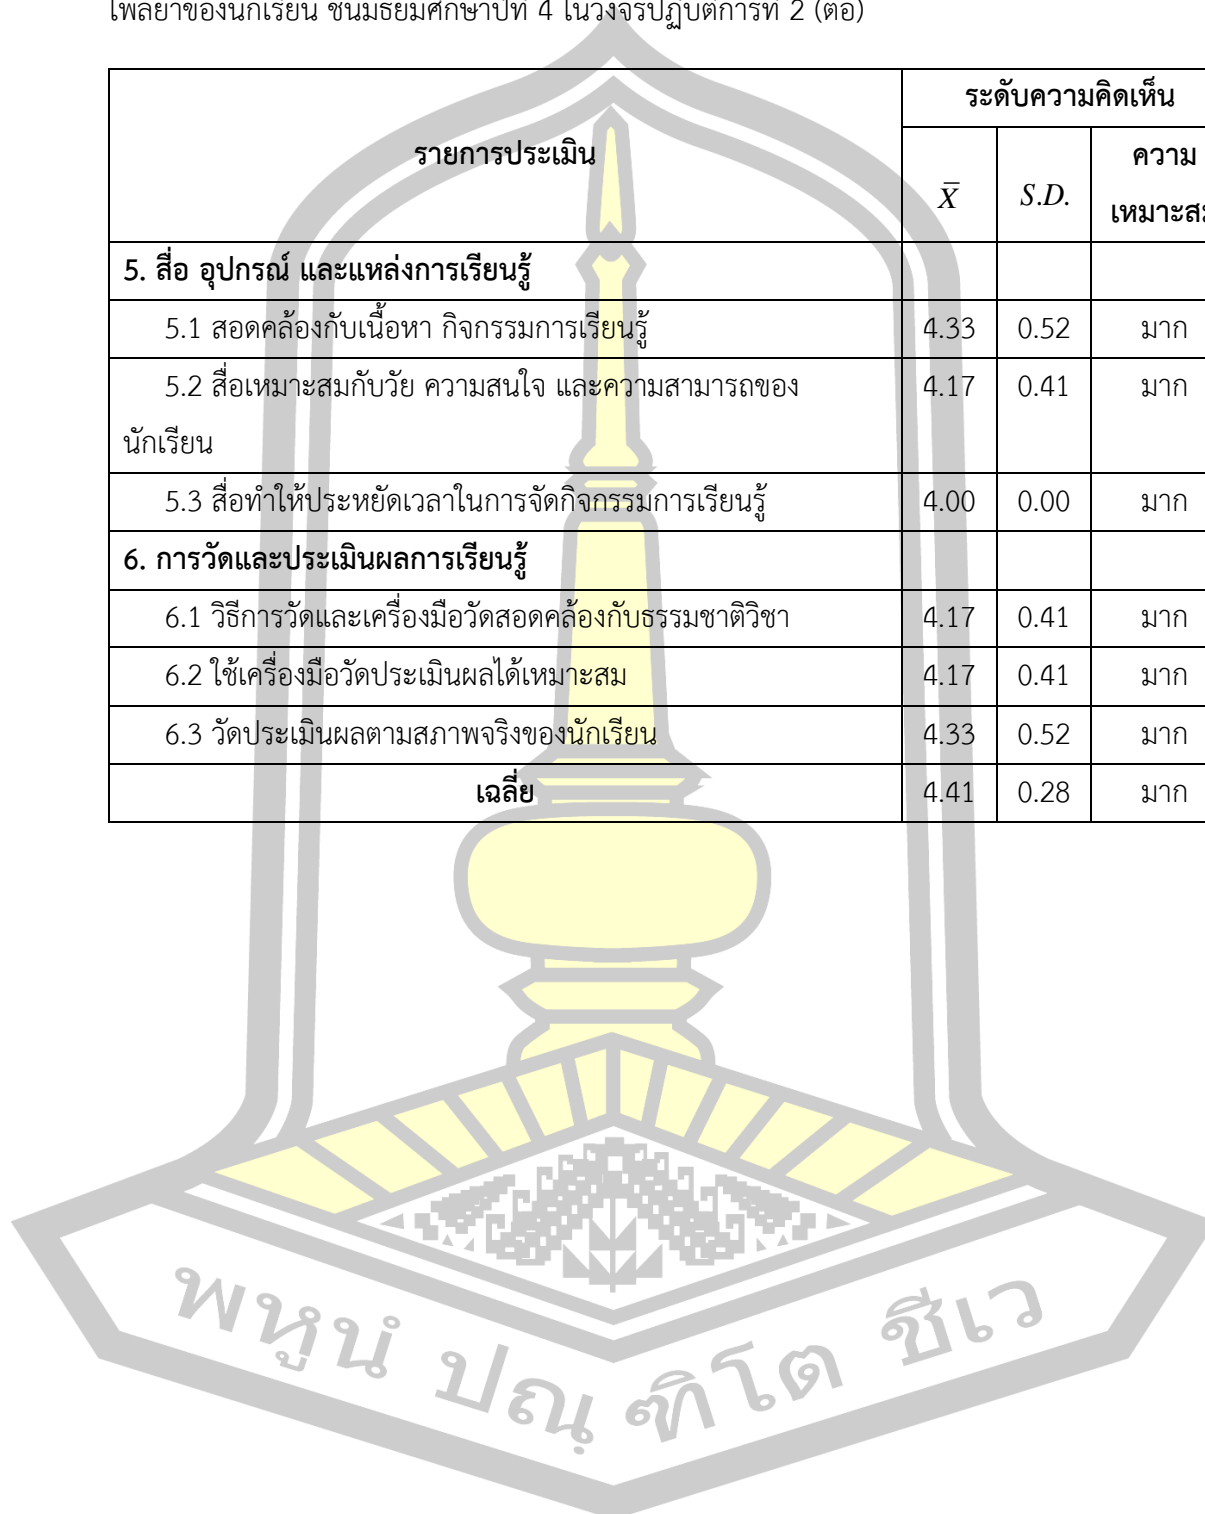 โพลยาของนักเรียน ชั้นมัธยมศึกษาปีที่ 4 ในวงจรปฏิบัติการที่ 2 (ต่อ)
รายการประเมิน
ระดับความคิดเห็น
X̄
S.D.
ความ
เหมาะสม
5. สื่อ อุปกรณ์ และแหล่งการเรียนรู้
5.1 สอดคล้องกับเนื้อหา กิจกรรมการเรียนรู้ 4.33 0.52 มาก
5.2 สื่อเหมาะสมกับวัย ความสนใจ และความสามารถของ 4.17 0.41 มาก
นักเรียน
5.3 สื่อทำให้ประหยัดเวลาในการจัดกิจกรรมการเรียนรู้ 4.00 0.00 มาก
6. การวัดและประเมินผลการเรียนรู้
6.1 วิธีการวัดและเครื่องมือวัดสอดคล้องกับธรรมชาติวิชา 4.17 0.41 มาก
6.2 ใช้เครื่องมือวัดประเมินผลได้เหมาะสม 4.17 0.41 มาก
6.3 วัดประเมินผลตามสภาพจริงของนักเรียน 4.33 0.52 มาก
เฉลี่ย 4.41 0.28 มาก
พหูนํ ปณฺฑิโต ชีเว